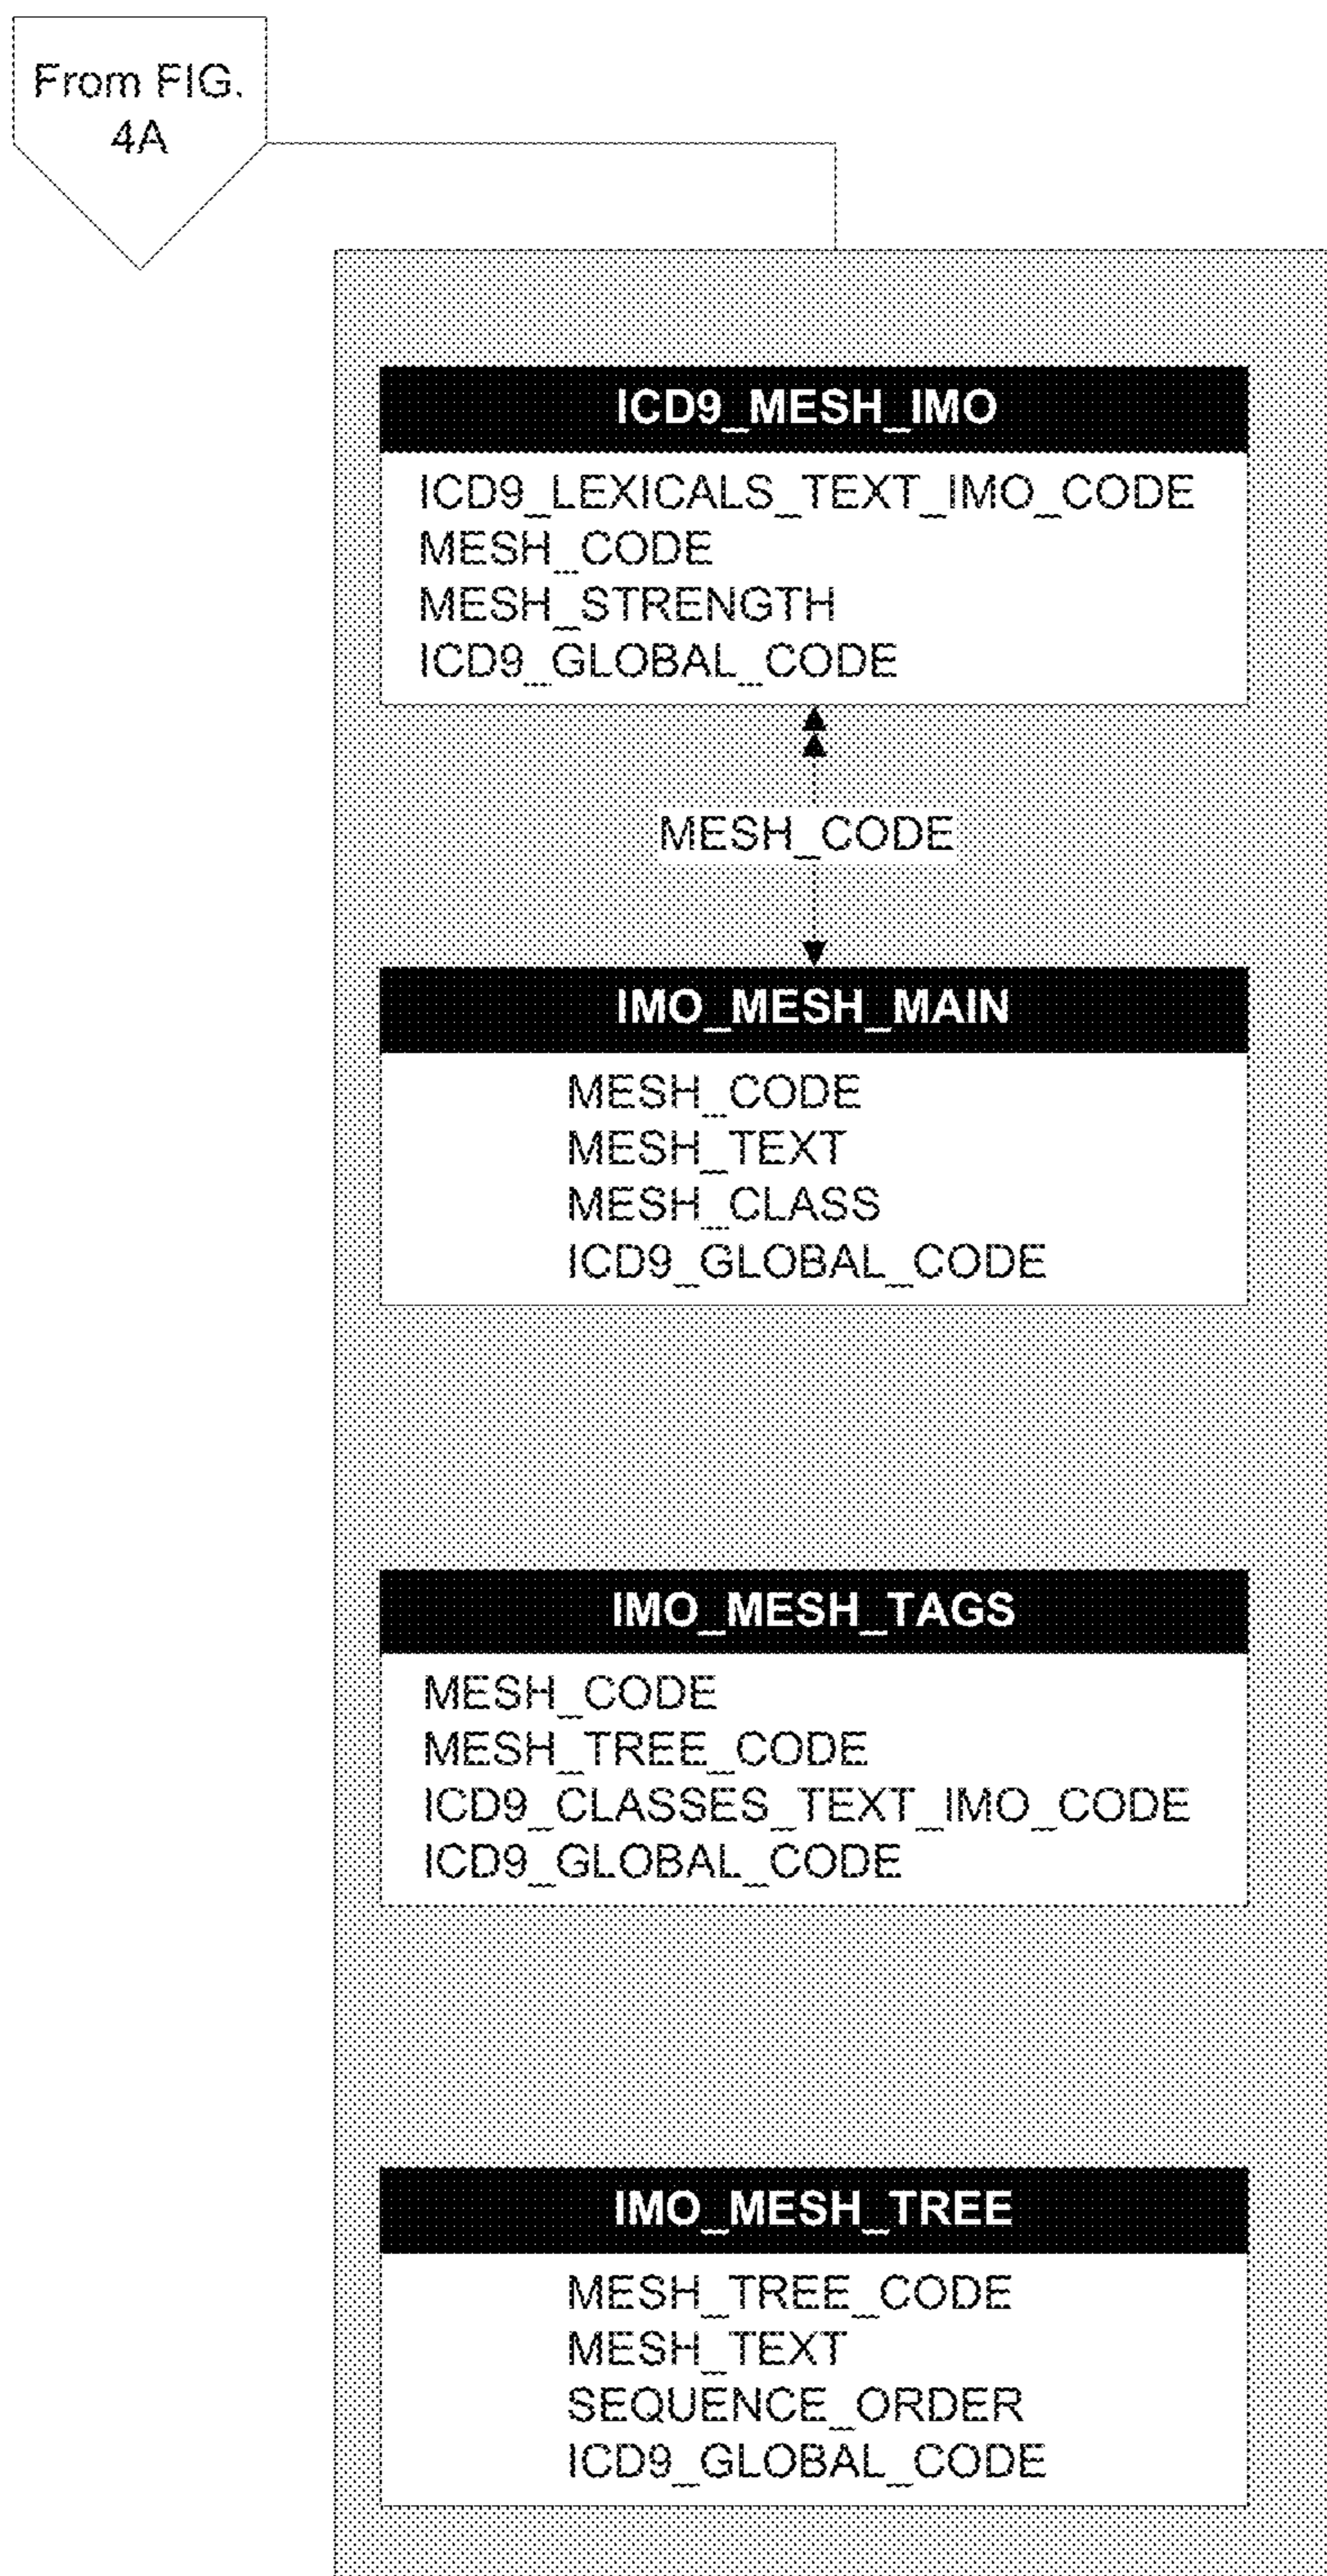 From FIG.
4A
ICD9_MESH_IMO
ICD9_LEXICALS_TEXT_IMO_CODE
MESH_CODE
MESH_STRENGTH
ICD9_GLOBAL_CODE
MESH_CODE
IMO_MESH_MAIN
MESH_CODE
MESH_TEXT
MESH_CLASS
ICD9_GLOBAL_CODE
IMO_MESH_TAGS
MESH_CODE
MESH_TREE_CODE
ICD9_CLASSES_TEXT_IMO_CODE
ICD9_GLOBAL_CODE
IMO_MESH_TREE
MESH_TREE_CODE
MESH_TEXT
SEQUENCE_ORDER
ICD9_GLOBAL_CODE